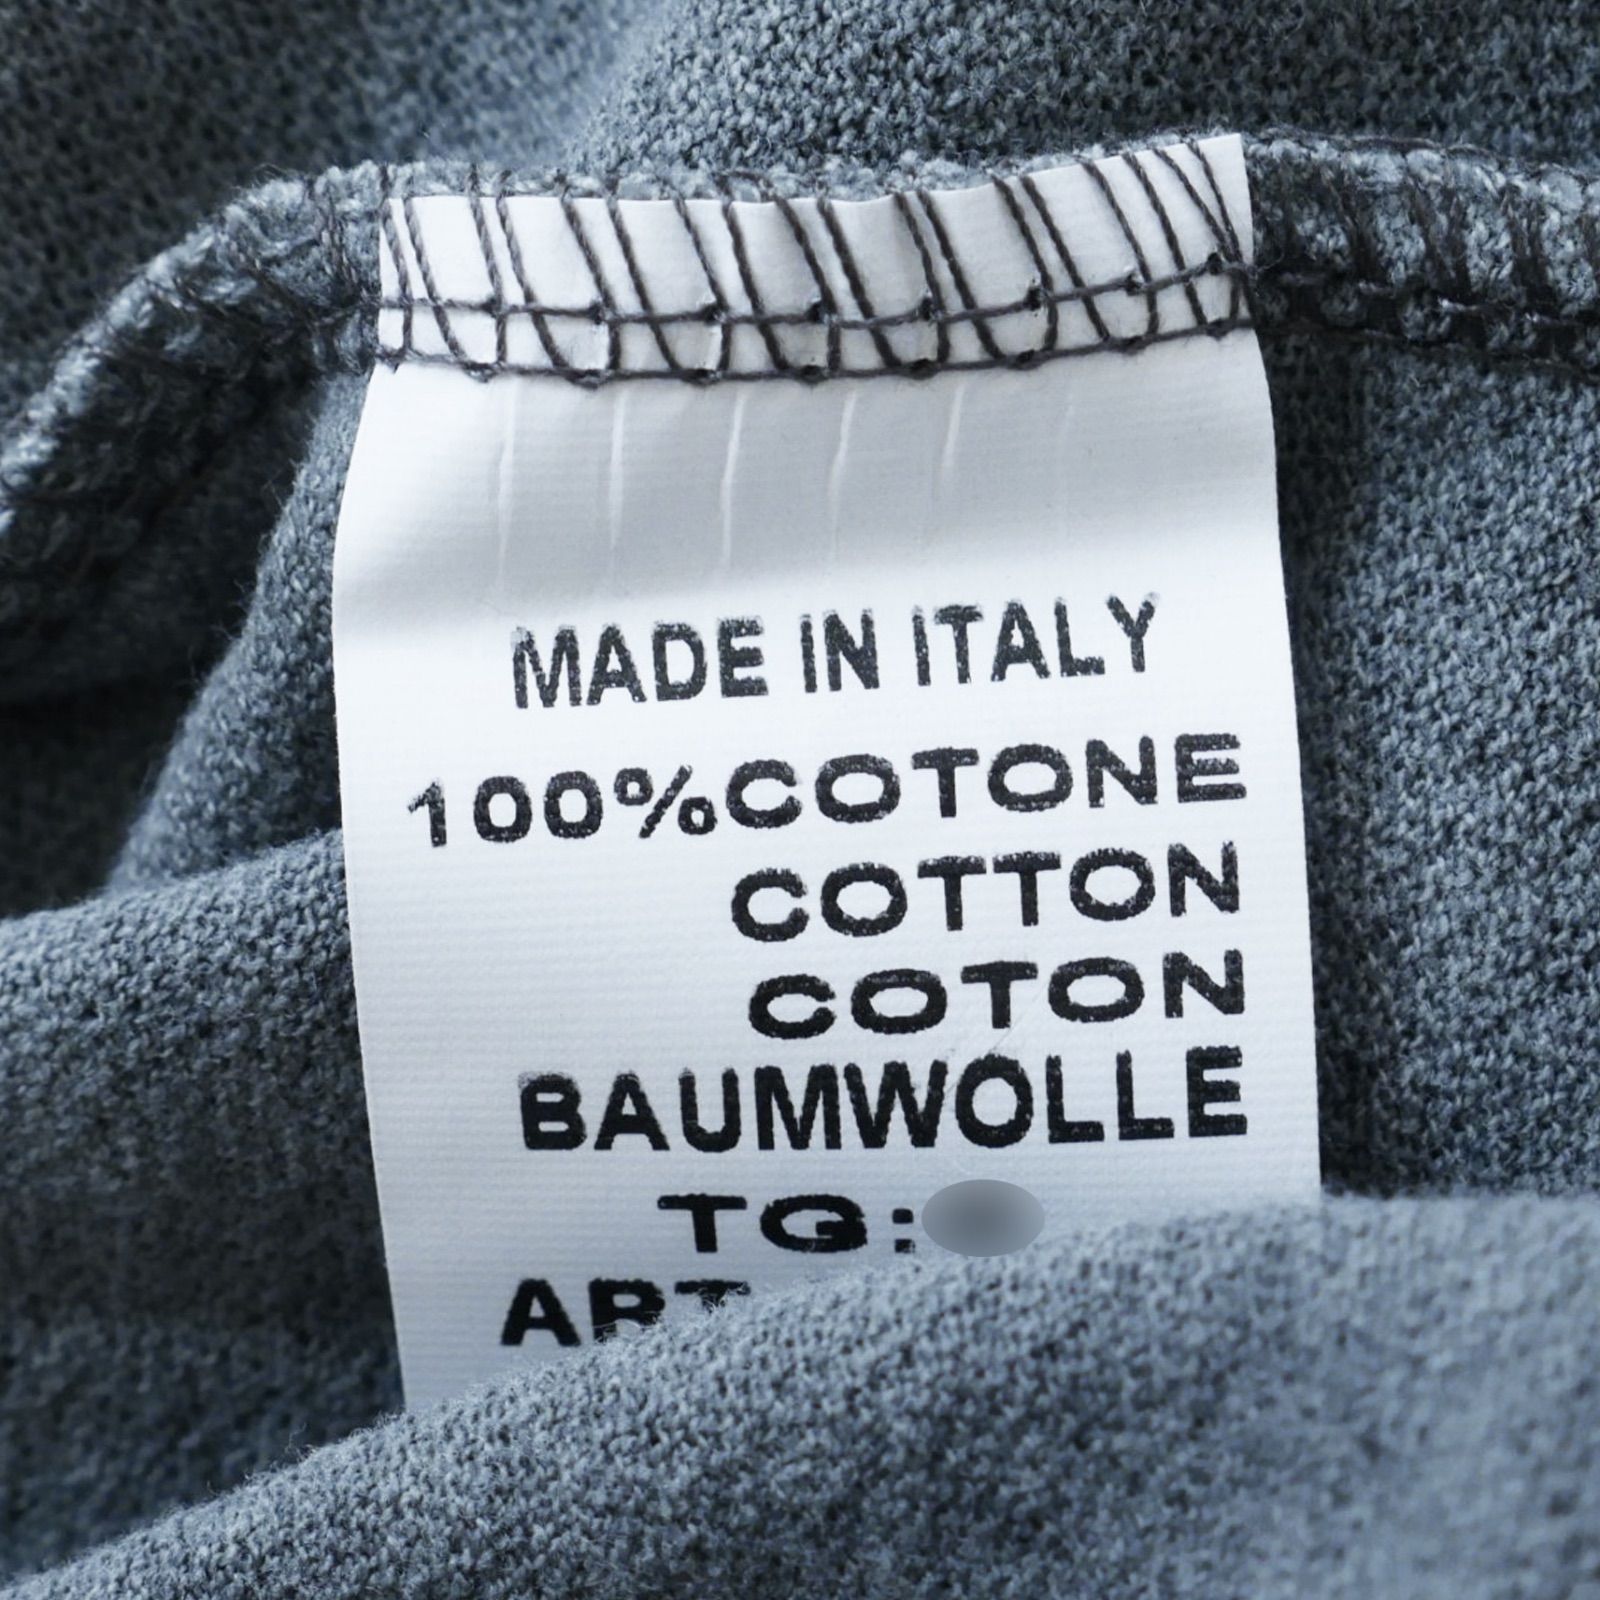 MADE IN ITALY
100%COTONE
COTTON
COTON
BAUMWOLLE
TG: